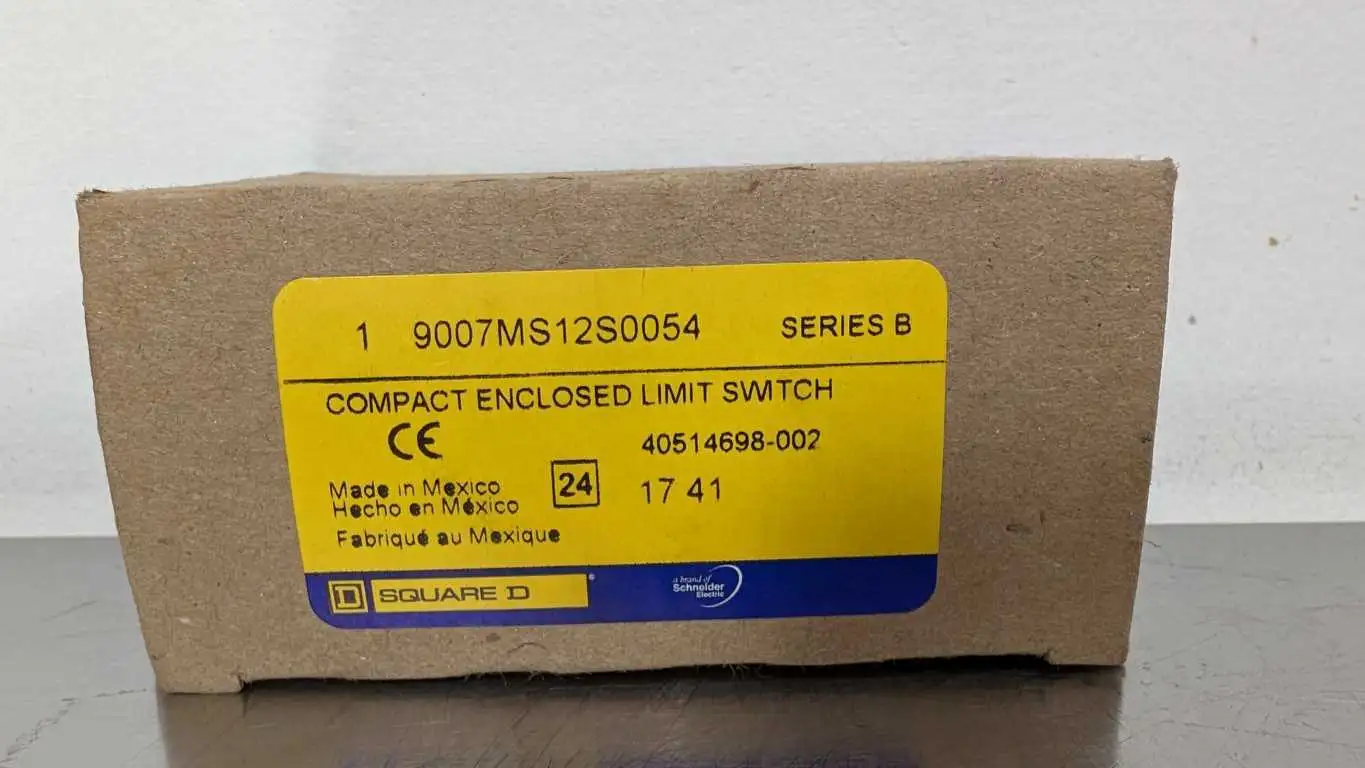 1 9007MS12S0054 SERIES B
COMPACT ENCLOSED LIMIT SWITCH
CE 40514698-002
Made in Mexico 24 17 41
Hecho en México
Fabriqué au Mexique
D SQUARE D
a brand of
Schneider
Electric